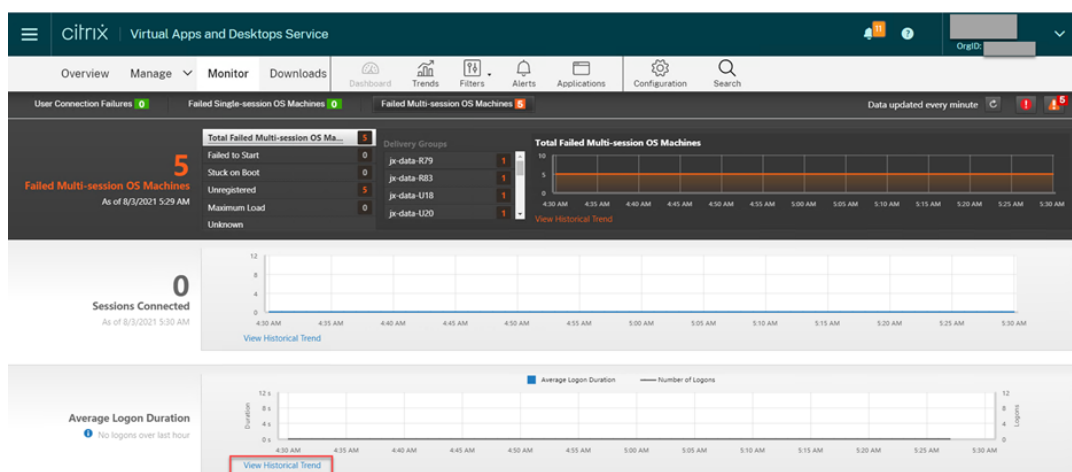 citrix Virtual Apps and Desktops Service 11 ?
OrgID:
Overview Manage Monitor Downloads Dashboard Trends Filters Alerts Applications Configuration Search
User Connection Failures 0 Failed Single-session OS Machines 0 Failed Multi-session OS Machines 5 Data updated every minute ! 5
5
Failed Multi-session OS Machines
As of 8/3/2021 5:29 AM
Total Failed Multi-session OS Ma... 5
Failed to Start 0
Stuck on Boot 0
Unregistered 5
Maximum Load 0
Unknown
Delivery Groups
jx-data-R79 1
jx-data-R83 1
jx-data-U18 1
jx-data-U20 1
Total Failed Multi-session OS Machines
10
5
0
4:30 AM 4:35 AM 4:40 AM 4:45 AM 4:50 AM 4:55 AM 5:00 AM 5:05 AM 5:10 AM 5:15 AM 5:20 AM 5:25 AM 5:30 AM
View Historical Trend
0
Sessions Connected
As of 8/3/2021 5:30 AM
12
8
4
0
4:30 AM 4:35 AM 4:40 AM 4:45 AM 4:50 AM 4:55 AM 5:00 AM 5:05 AM 5:10 AM 5:15 AM 5:20 AM 5:25 AM 5:30 AM
View Historical Trend
Average Logon Duration
No logons over last hour
Average Logon Duration Number of Logons
Duration
12 s
8 s
4 s
0 s
12
8
4
0
Logons
4:30 AM 4:35 AM 4:40 AM 4:45 AM 4:50 AM 4:55 AM 5:00 AM 5:05 AM 5:10 AM 5:15 AM 5:20 AM 5:25 AM 5:30 AM
View Historical Trend